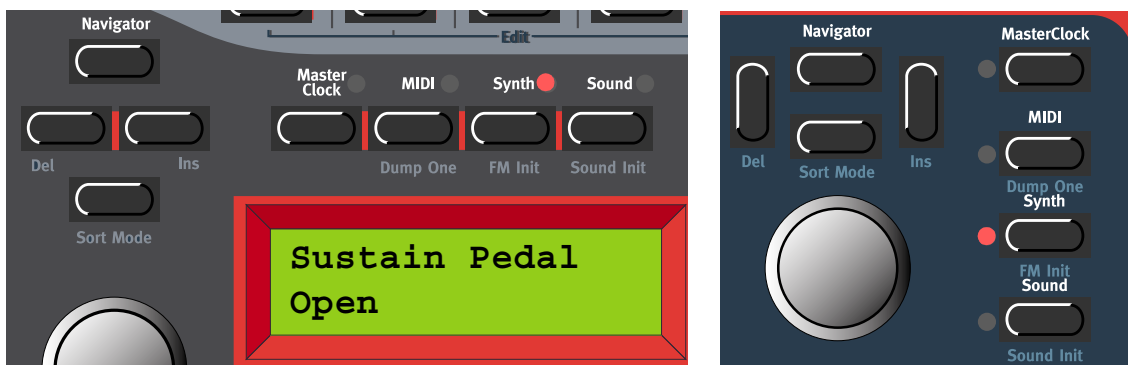 Navigator
Edit
Master
Clock
MIDI
Synth
Sound
Del
Ins
Dump One
FM Init
Sound Init
Sort Mode
Sustain Pedal
Open
Navigator
MasterClock
MIDI
Del
Sort Mode
Ins
Dump One
Synth
FM Init
Sound
Sound Init